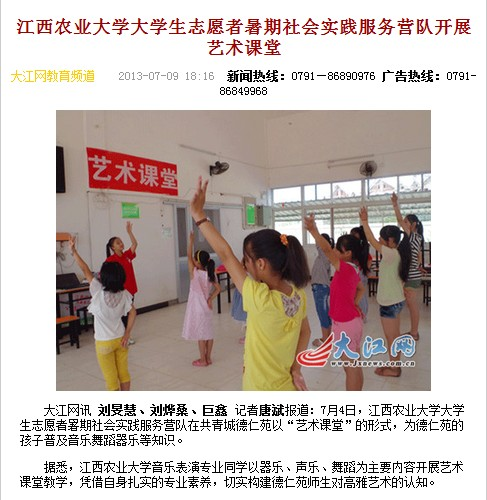 江西农业大学大学生志愿者暑期社会实践服务营队开展
艺术课堂
大江网教育频道 2013-07-09 18:16 新闻热线：0791－86890976 广告热线：0791-
86849968
艺术课堂
大江网
www.jxnews.com
大江网讯 刘旻慧、刘烨燊、巨鑫 记者唐斌报道：7月4日，江西农业大学大学
生志愿者暑期社会实践服务营队在共青城德仁苑以“艺术课堂”的形式，为德仁苑的
孩子普及音乐舞蹈器乐等知识。
据悉，江西农业大学音乐表演专业同学以器乐、声乐、舞蹈为主要内容开展艺术
课堂教学，凭借自身扎实的专业素养，切实构建德仁苑师生对高雅艺术的认知。